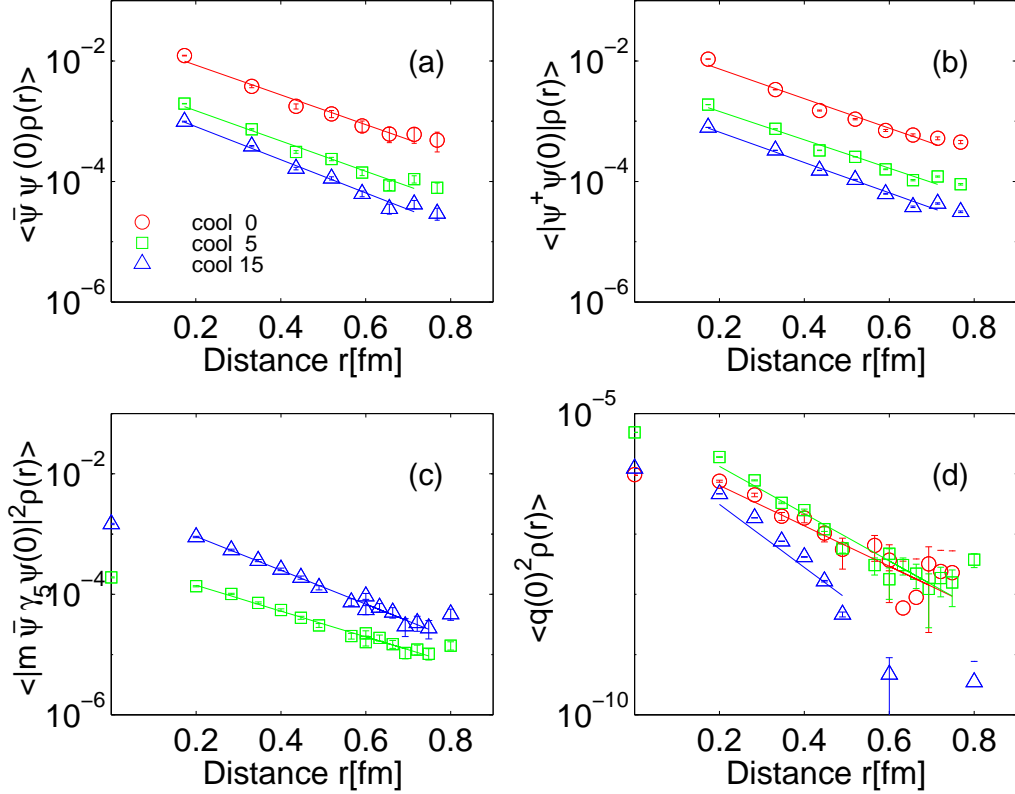 (a)
10^-2
10^-4
10^-6
<ψ̄ ψ (0)ρ(r)>
cool 0
cool 5
cool 15
0.2 0.4 0.6 0.8
Distance r[fm]
(b)
10^-2
10^-4
10^-6
<|ψ^+ ψ(0)|ρ(r)>
0.2 0.4 0.6 0.8
Distance r[fm]
(c)
10^-2
10^-4
10^-6
<|m ψ̄ γ_5 ψ(0)|^2 ρ(r)>
0.2 0.4 0.6 0.8
Distance r[fm]
(d)
10^-5
10^-10
<q(0)^2 ρ(r)>
0.2 0.4 0.6 0.8
Distance r[fm]